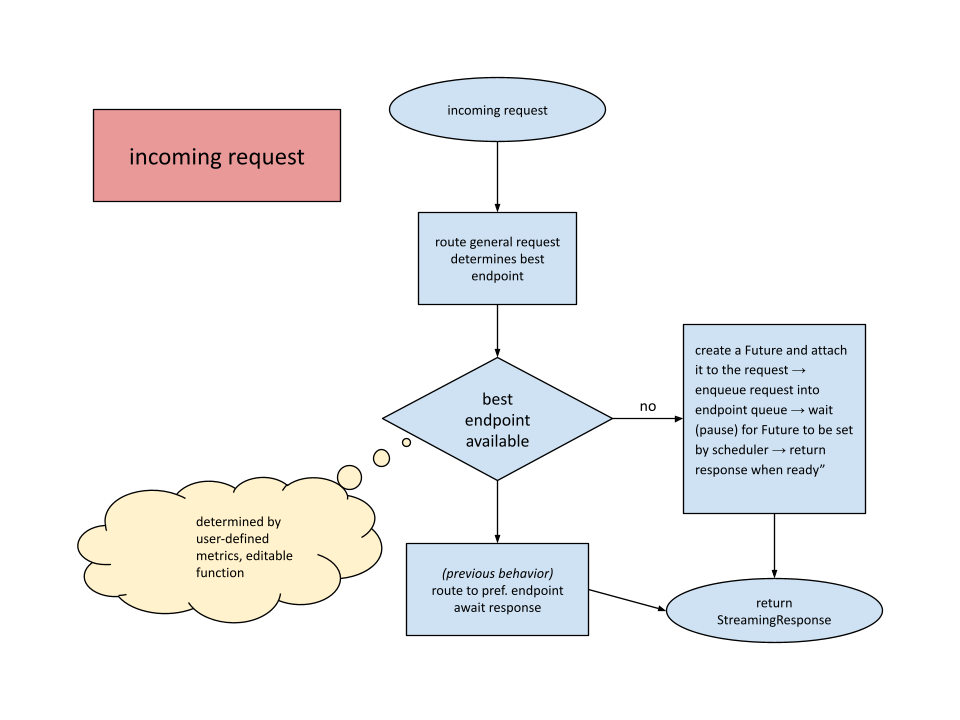 incoming request
incoming request
route general request
determines best
endpoint
best
endpoint
available
no
create a Future and attach
it to the request →
enqueue request into
endpoint queue → wait
(pause) for Future to be set
by scheduler → return
response when ready”
determined by
user-defined
metrics, editable
function
(previous behavior)
route to pref. endpoint
await response
return
StreamingResponse